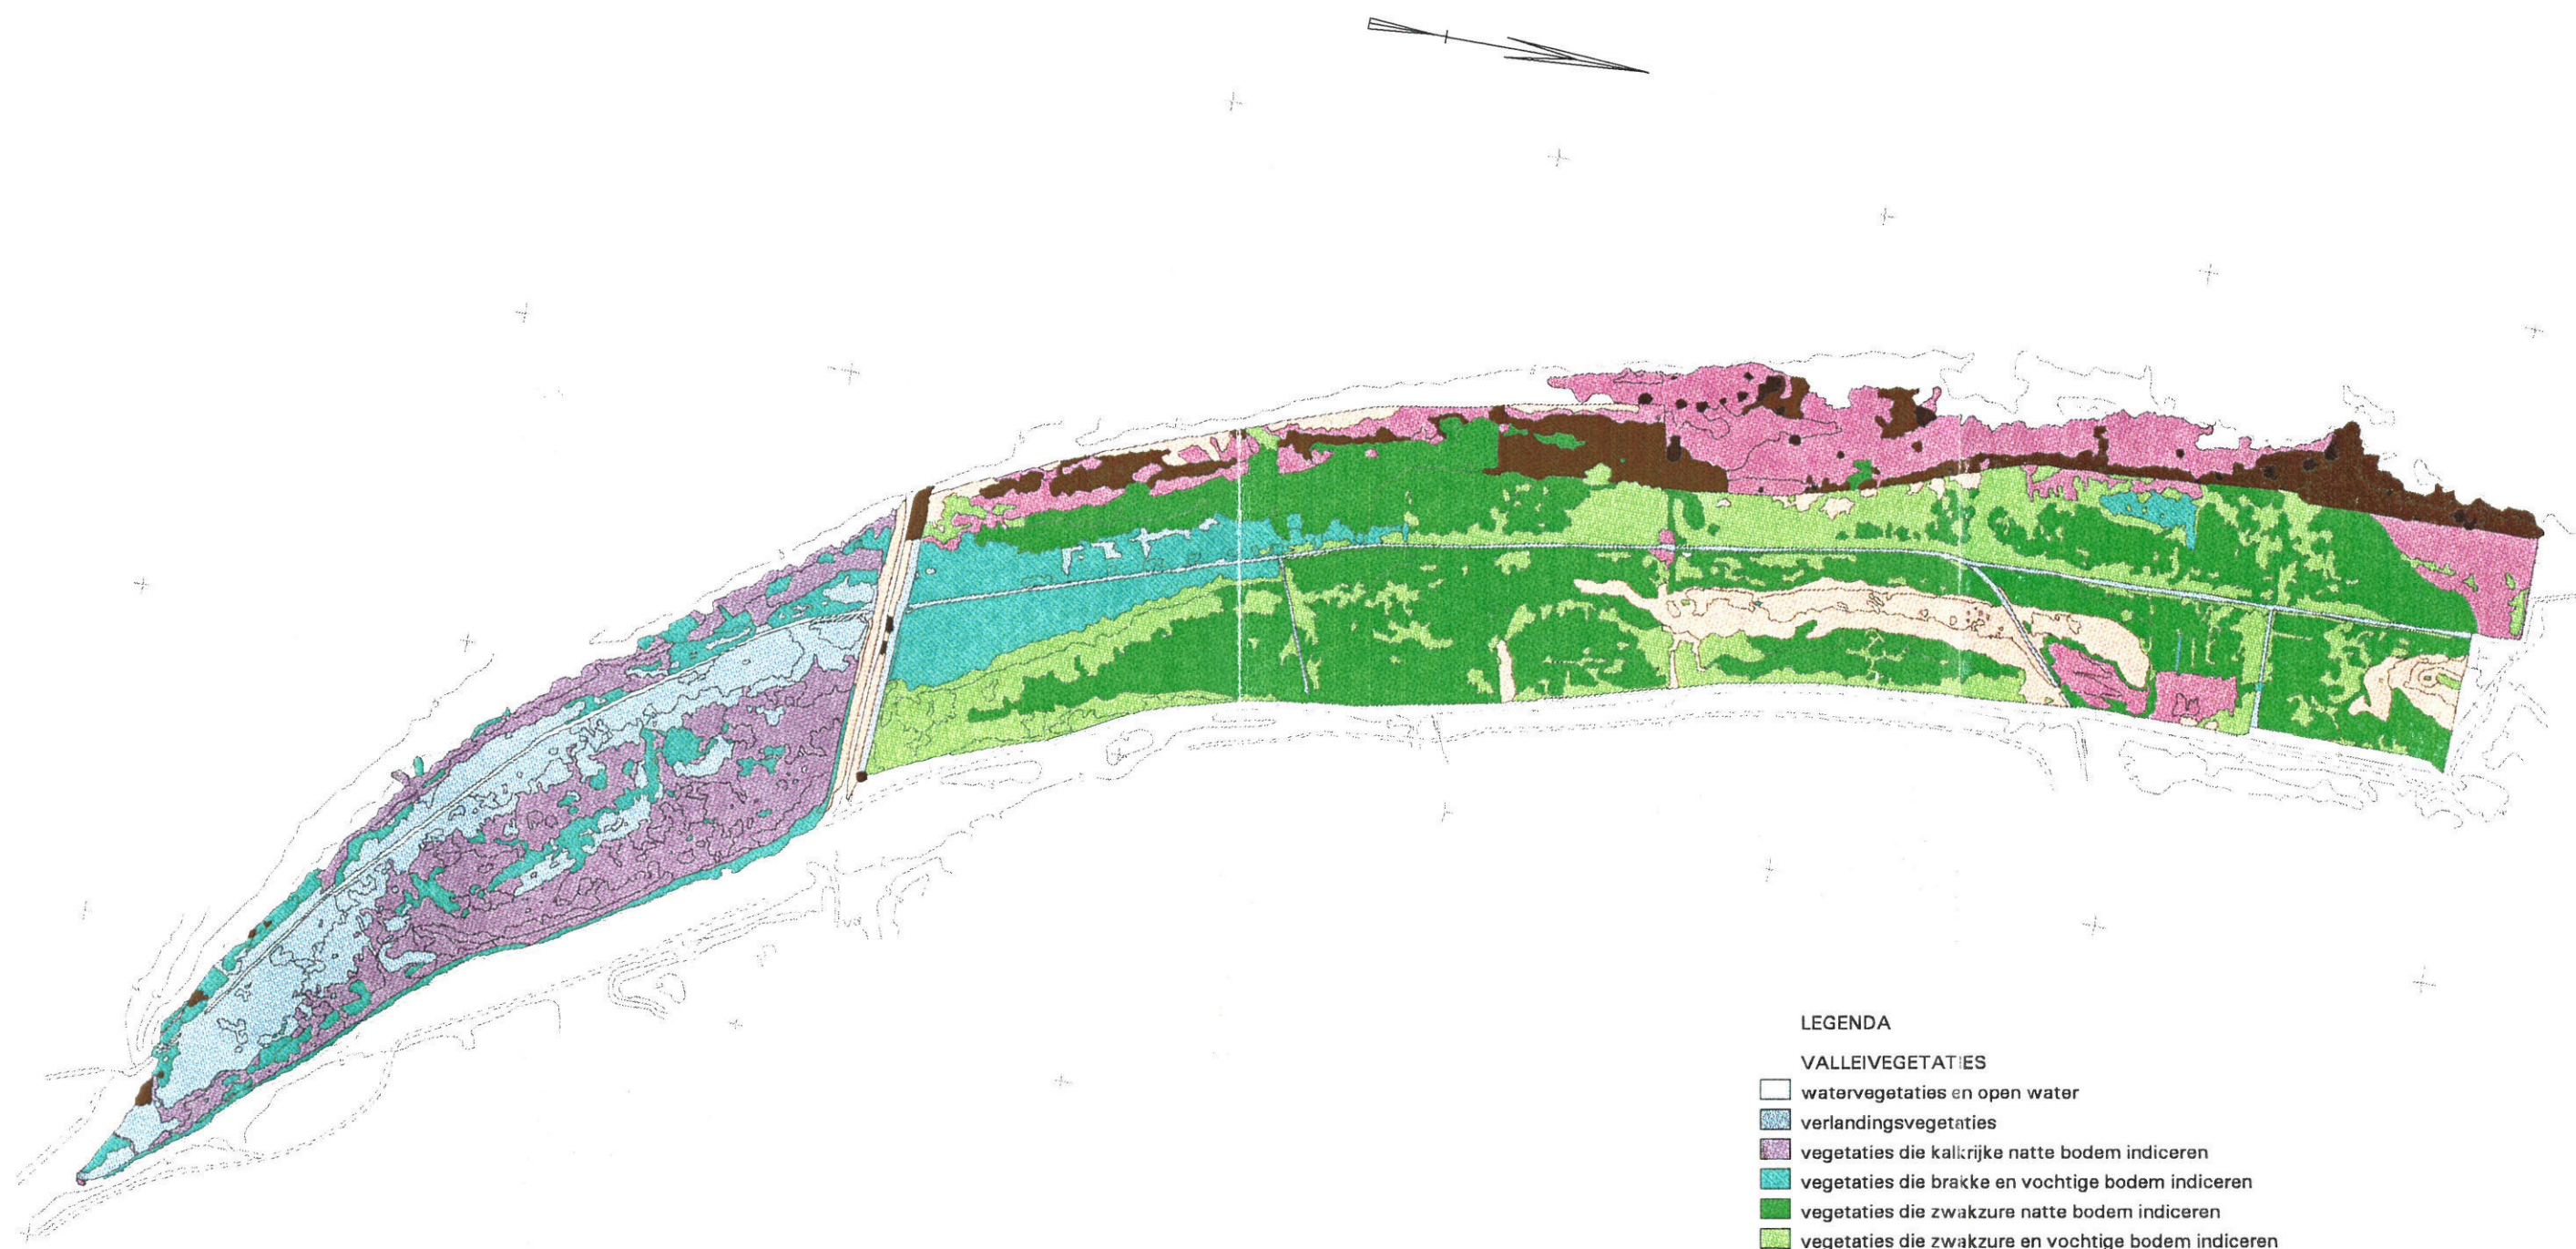 LEGENDA
VALLEIVEGETATIES
watervegetaties en open water
verlandingsvegetaties
vegetaties die kalkrijke natte bodem indiceren
vegetaties die brakke en vochtige bodem indiceren
vegetaties die zwakzure natte bodem indiceren
vegetaties die zwakzure en vochtige bodem indiceren